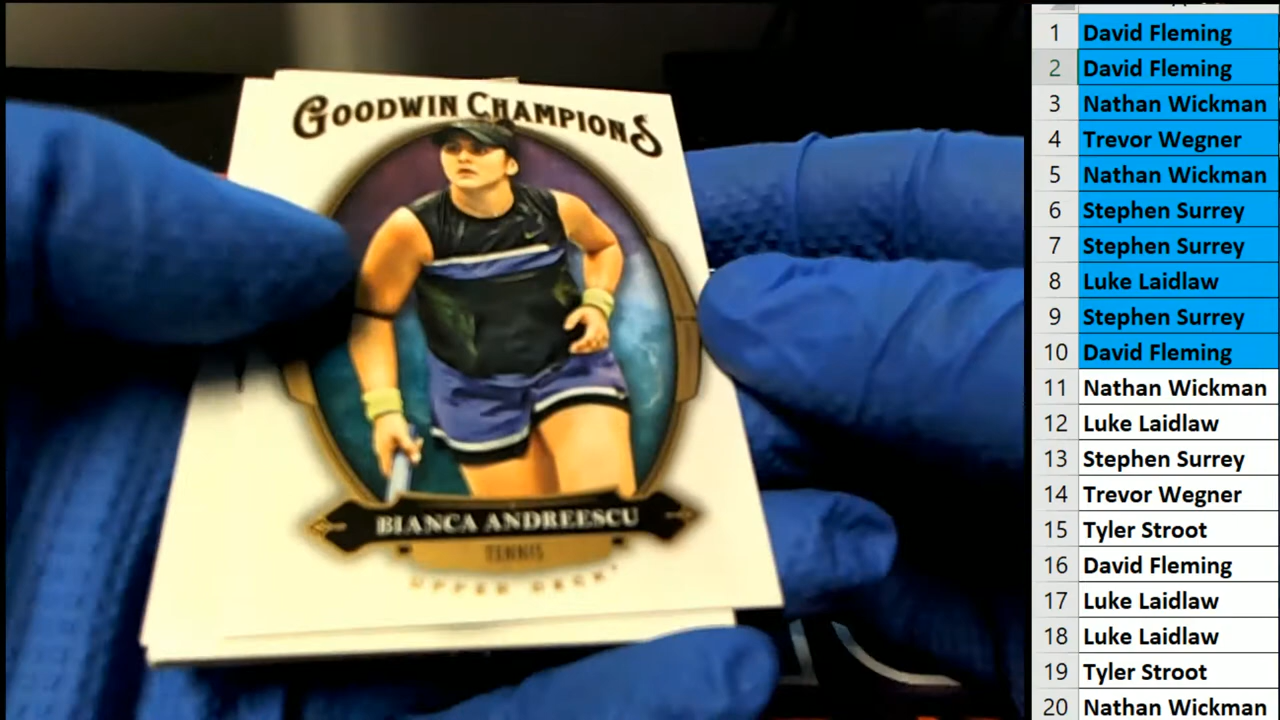 GOODWIN CHAMPIONS
BIANCA ANDREESCU
TENNIS
UPPER DECK
1 David Fleming
2 David Fleming
3 Nathan Wickman
4 Trevor Wegner
5 Nathan Wickman
6 Stephen Surrey
7 Stephen Surrey
8 Luke Laidlaw
9 Stephen Surrey
10 David Fleming
11 Nathan Wickman
12 Luke Laidlaw
13 Stephen Surrey
14 Trevor Wegner
15 Tyler Stroot
16 David Fleming
17 Luke Laidlaw
18 Luke Laidlaw
19 Tyler Stroot
20 Nathan Wickman